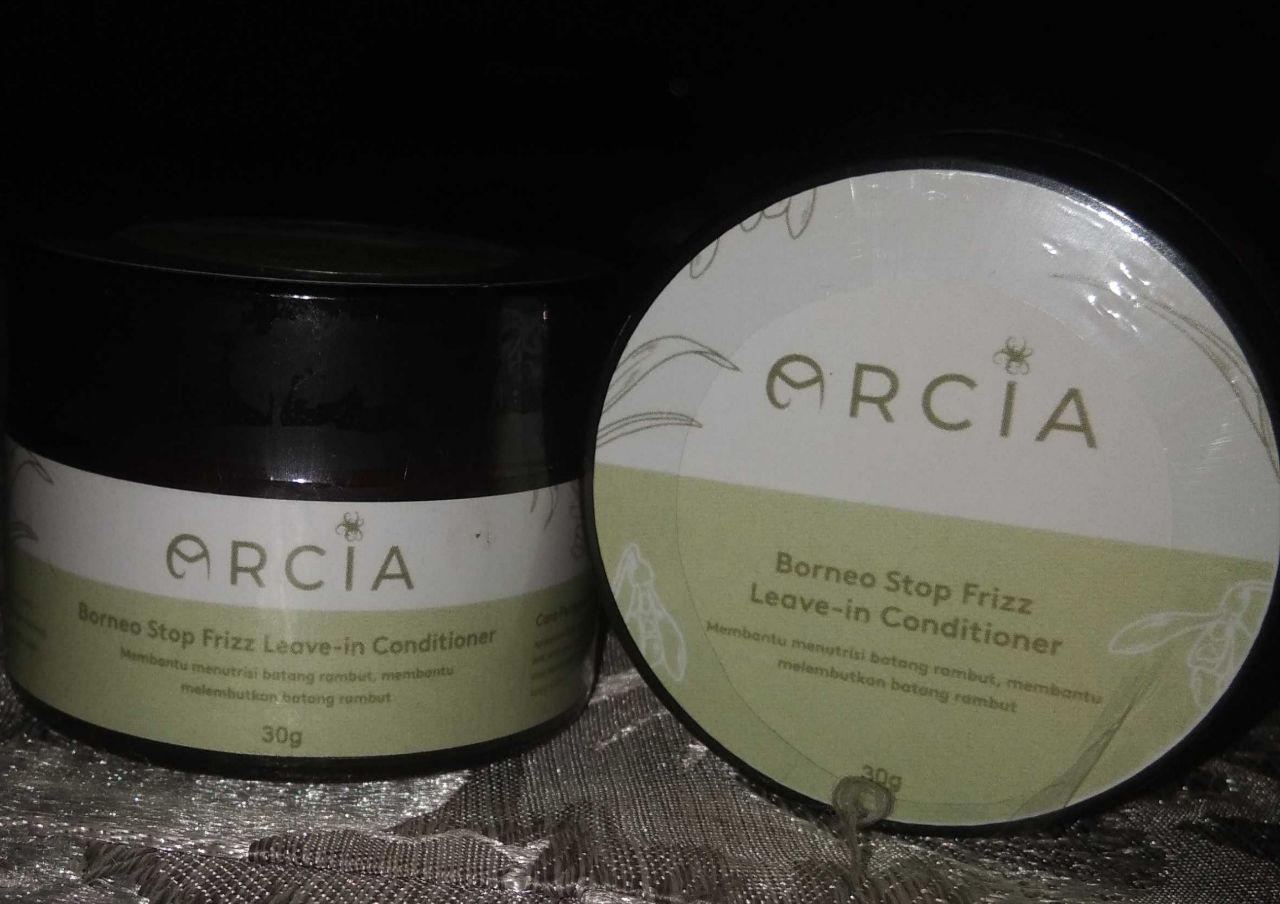 ARCIA
Borneo Stop Frizz Leave-in Conditioner
Membantu menutrisi batang rambut, membantu
melembutkan batang rambut
30g
ARCIA
Borneo Stop Frizz
Leave-in Conditioner
Membantu menutrisi batang rambut, membantu
melembutkan batang rambut
30g